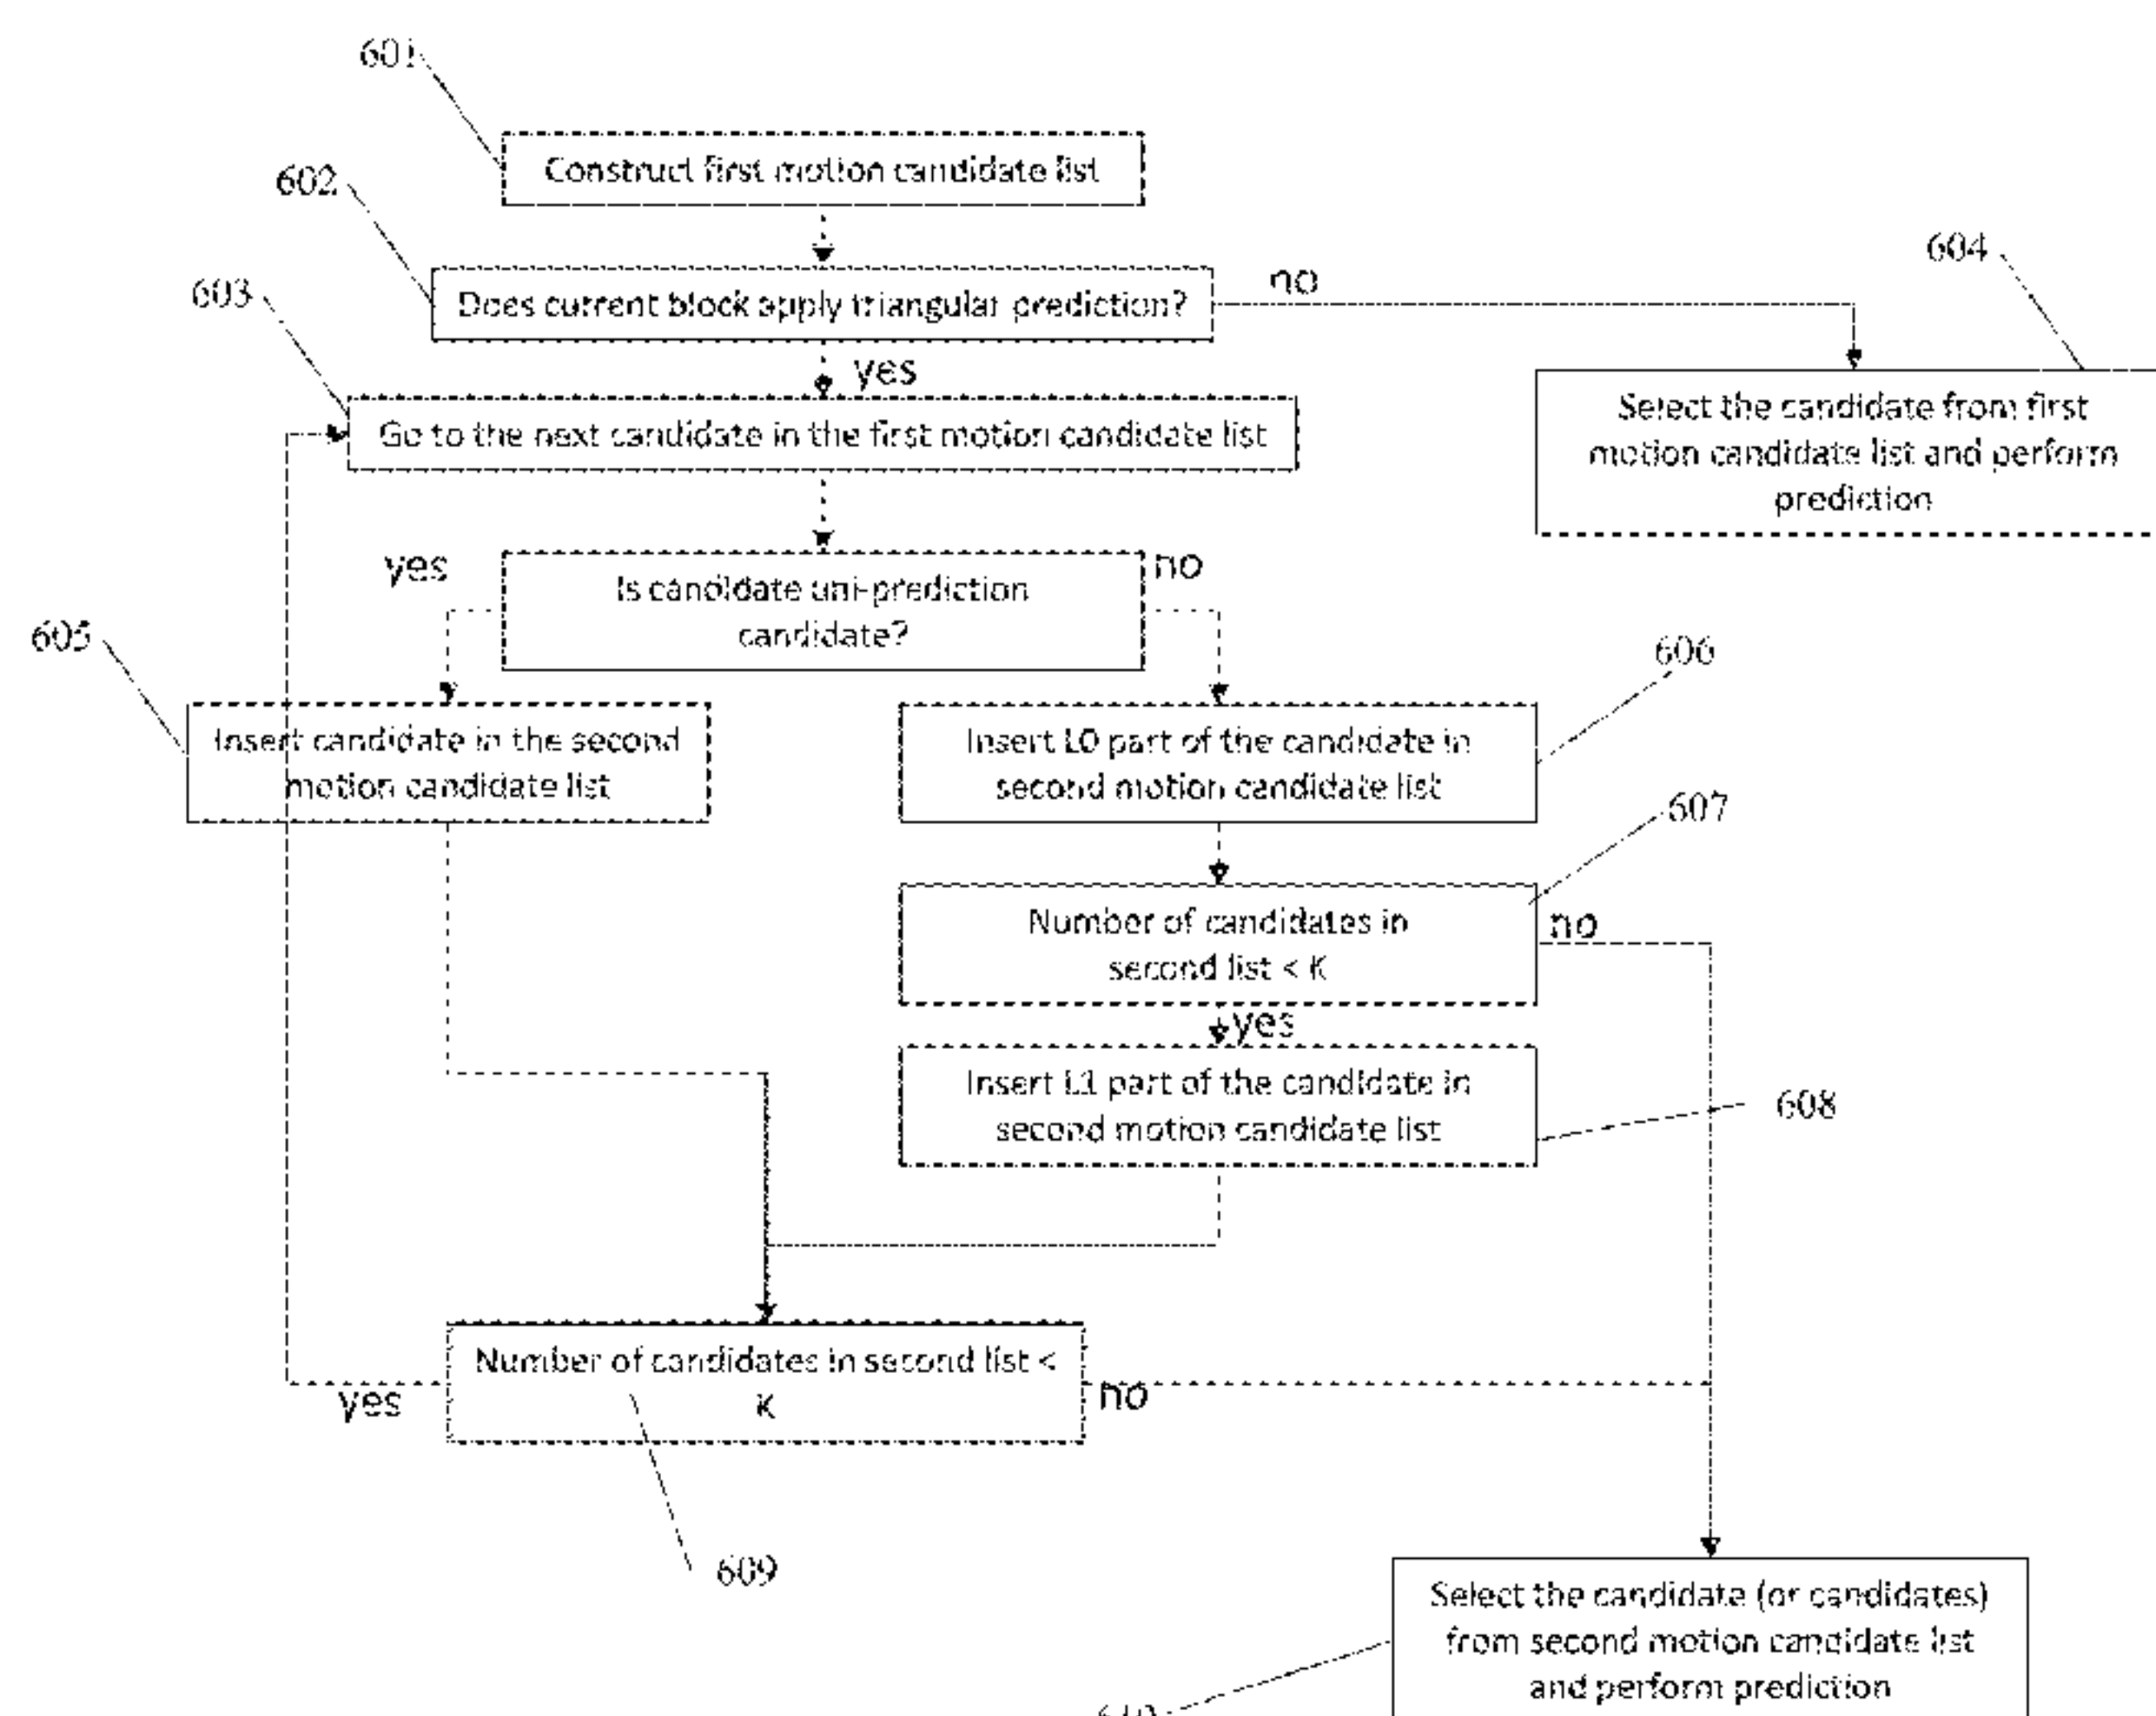 601
Construct first motion candidate list
602
Does current block apply triangular prediction?
no
604
603
yes
Go to the next candidate in the first motion candidate list
Select the candidate from first
motion candidate list and perform
prediction
yes
Is candidate uni-prediction
candidate?
no
605
606
Insert candidate in the second
motion candidate list
Insert L0 part of the candidate in
second motion candidate list
607
Number of candidates in
second list < K
no
yes
Insert L1 part of the candidate in
second motion candidate list
608
Number of candidates in second list <
K
yes
no
609
Select the candidate (or candidates)
from second motion candidate list
and perform prediction